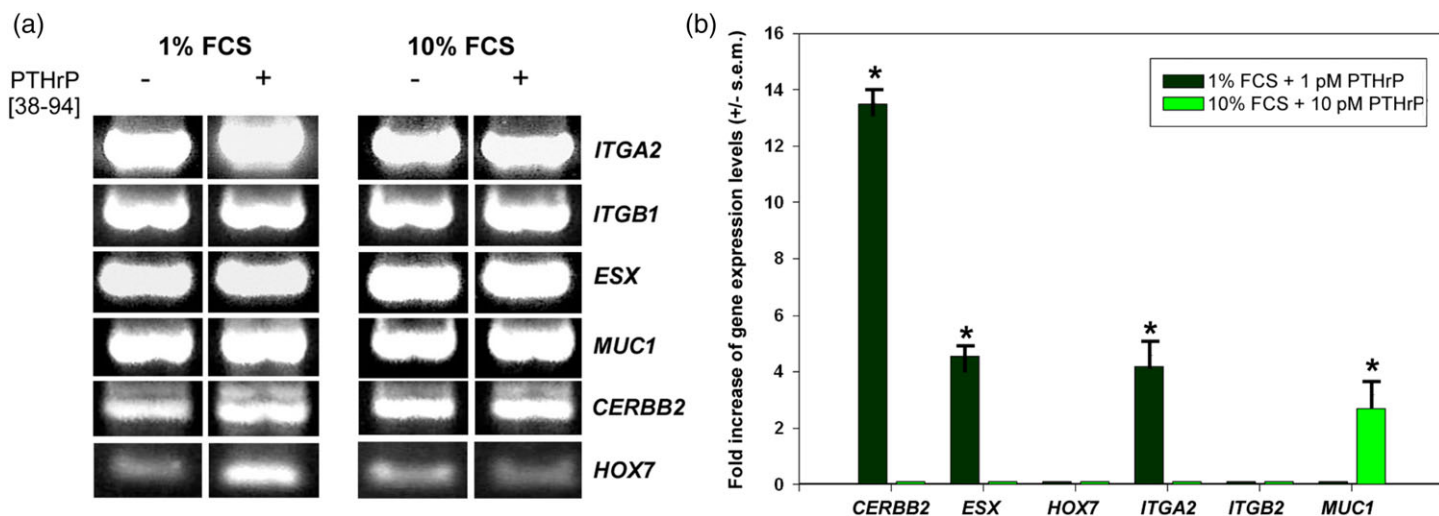 (a)
1% FCS 10% FCS
PTHrP - + - +
[38-94]
ITGA2
ITGB1
ESX
MUC1
CERBB2
HOX7
(b)
Fold increase of gene expression levels (+/- s.e.m.)
16
14
12
10
8
6
4
2
0
* * * *
1% FCS + 1 pM PTHrP
10% FCS + 10 pM PTHrP
CERBB2 ESX HOX7 ITGA2 ITGB2 MUC1